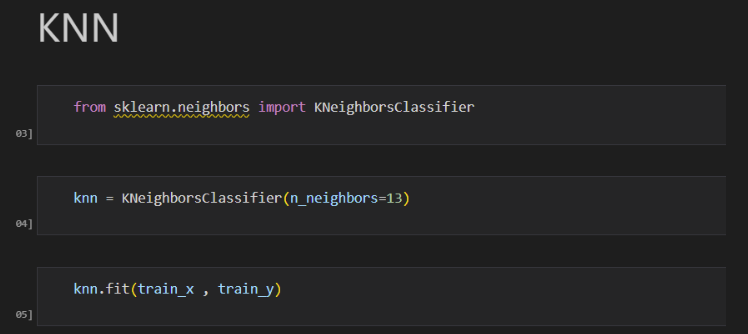 KNN
from sklearn.neighbors import KNeighborsClassifier
03]
knn = KNeighborsClassifier(n_neighbors=13)
04]
knn.fit(train_x , train_y)
05]